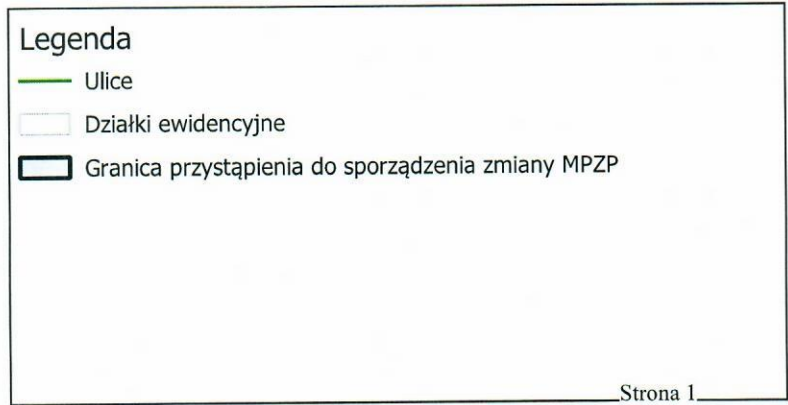 Legenda
Ulice
Działki ewidencyjne
Granica przystąpienia do sporządzenia zmiany MPZP
Strona 1